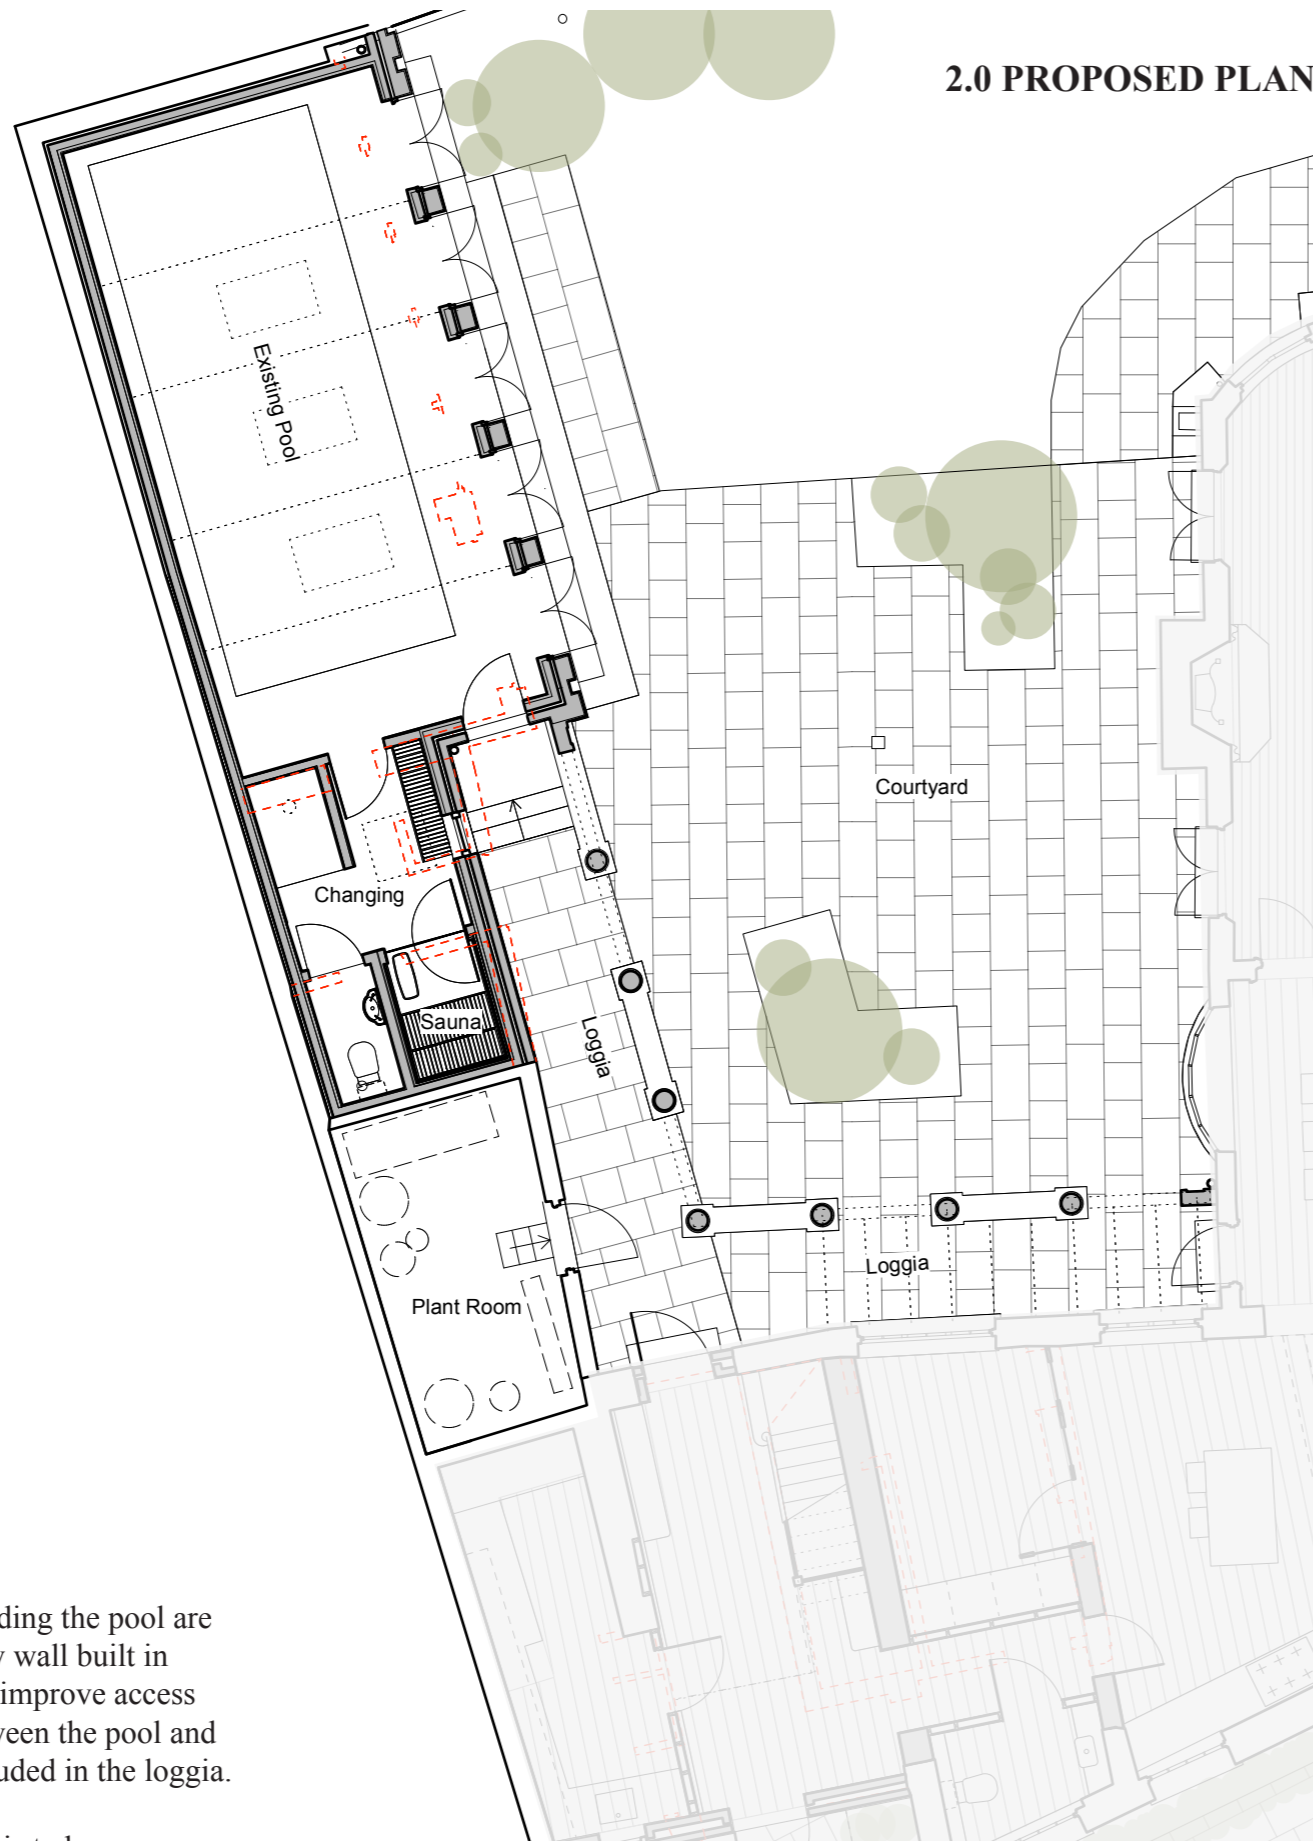 2.0 PROPOSED PLAN
Existing Pool
Courtyard
Changing
Sauna
Loggia
Loggia
Plant Room
ding the pool are
wall built in
improve access
ween the pool and
uded in the loggia.